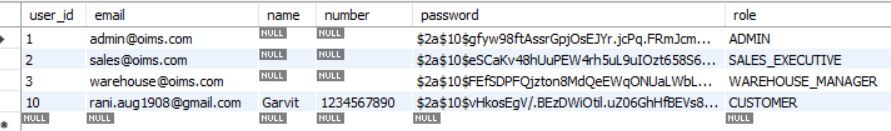 user_id email name number password role
1 admin@oims.com NULL NULL $2a$10$gfyw98ftAssrGpjOsEJYr.jcPq.FRmJcm... ADMIN
2 sales@oims.com NULL NULL $2a$10$eSCaKv48hUuPEW4rh5uL9uIOzt658S6... SALES_EXECUTIVE
3 warehouse@oims.com NULL NULL $2a$10$FEfSDPFQjzton8MdQeEWqONUaLWbL... WAREHOUSE_MANAGER
10 rani.aug1908@gmail.com Garvit 1234567890 $2a$10$vHkosEgV/.BEzDWiOtil.uZ06GhHfBEVs8... CUSTOMER
NULL NULL NULL NULL NULL NULL